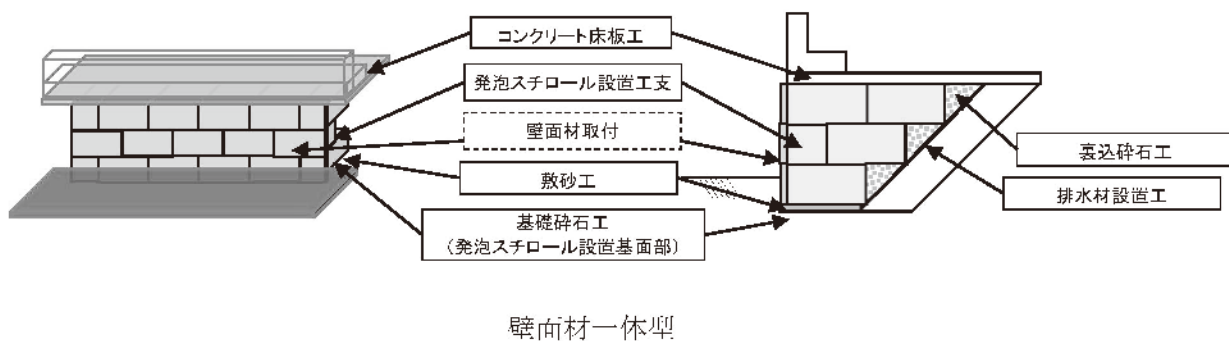 コンクリート床板工
発泡スチロール設置工支
壁面材取付
敷砂工
基礎砕石工
（発泡スチロール設置基面部）
裏込砕石工
排水材設置工
壁面材一体型